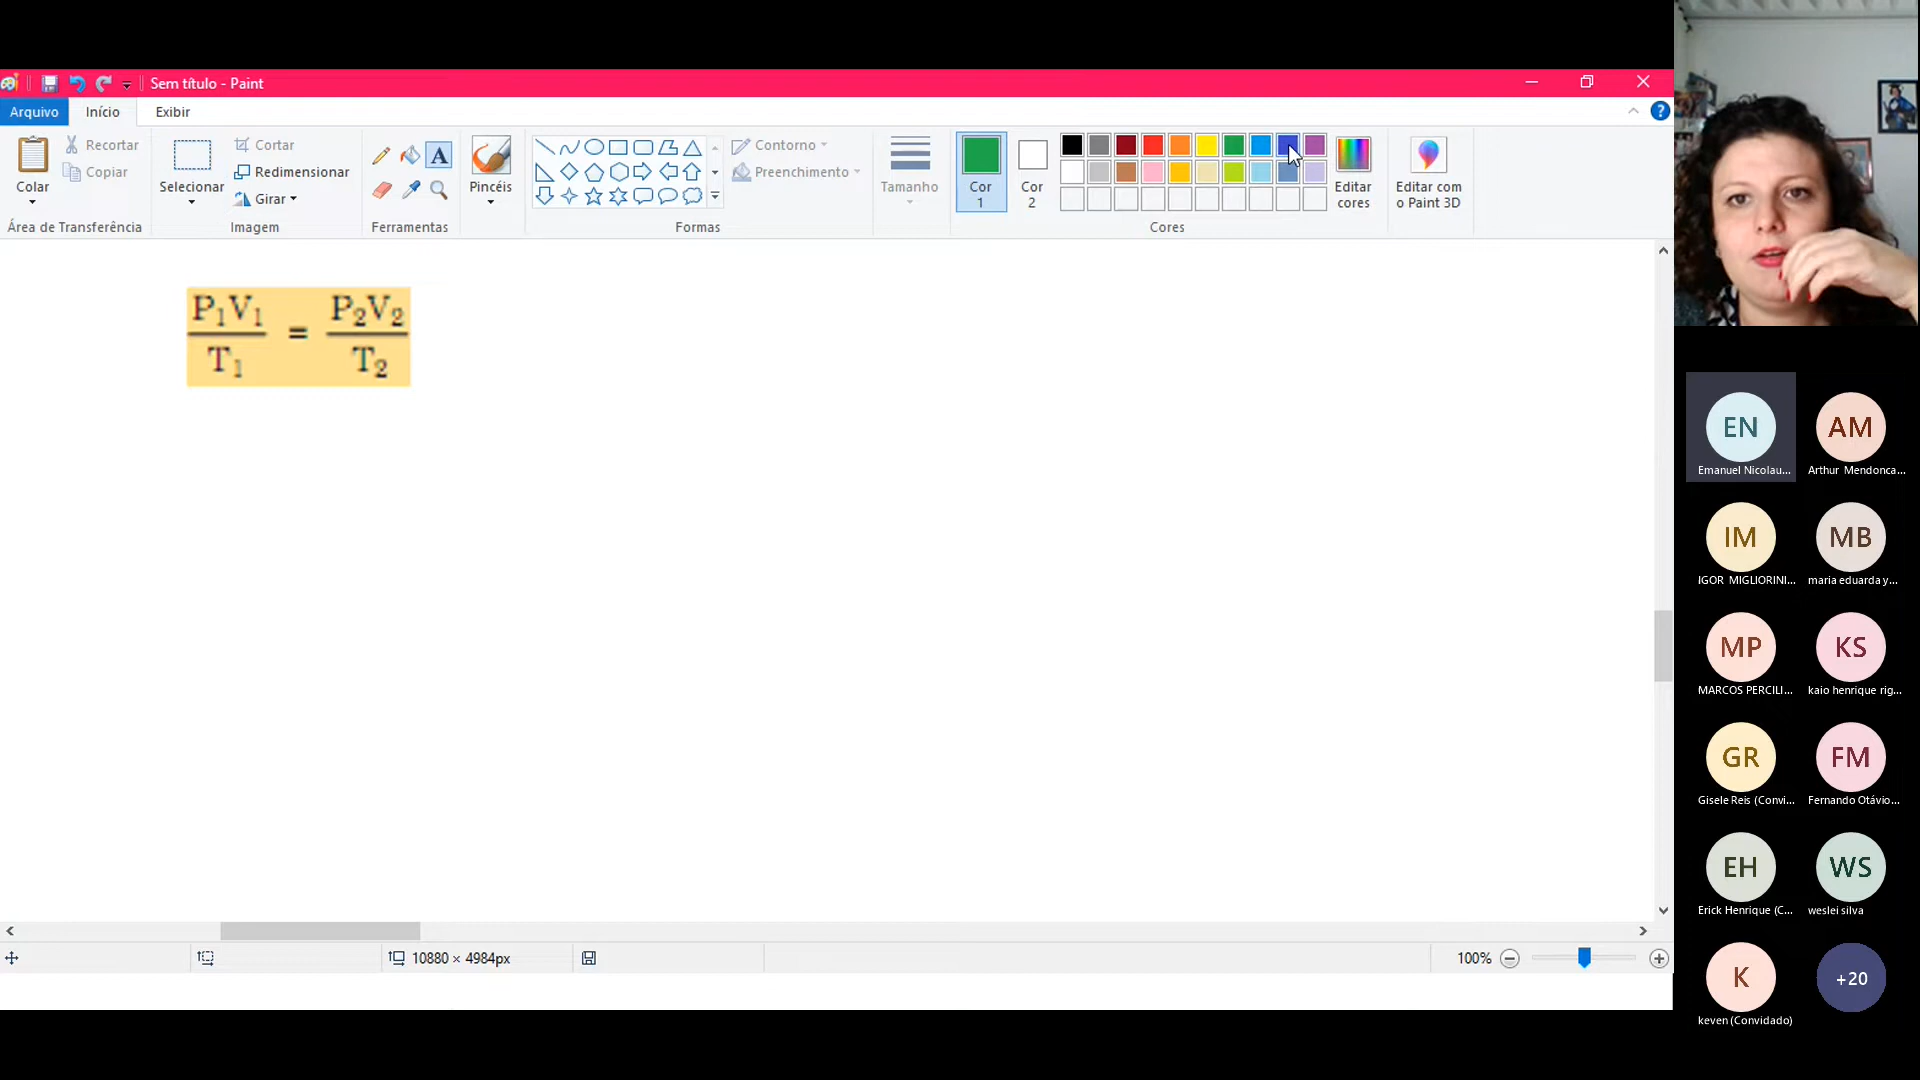 Sem título - Paint
Arquivo Início Exibir
Colar
Recortar
Copiar
Área de Transferência
Selecionar
Cortar
Redimensionar
Girar
Imagem
A
Ferramentas
Pincéis
Formas
Contorno
Preenchimento
Tamanho
Cor 1
Cor 2
Cores
Editar cores
Editar com o Paint 3D
?
P₁V₁ = P₂V₂
T₁ T₂
10880 × 4984px
100%
EN AM
Emanuel Nicolau... Arthur Mendonca...
IM MB
IGOR MIGLIORINI... maria eduarda y...
MP KS
MARCOS PERCILI... kaio henrique rig...
GR FM
Gisele Reis (Convi... Fernando Otávio...
EH WS
Erick Henrique (C... weslei silva
K +20
keven (Convidado)